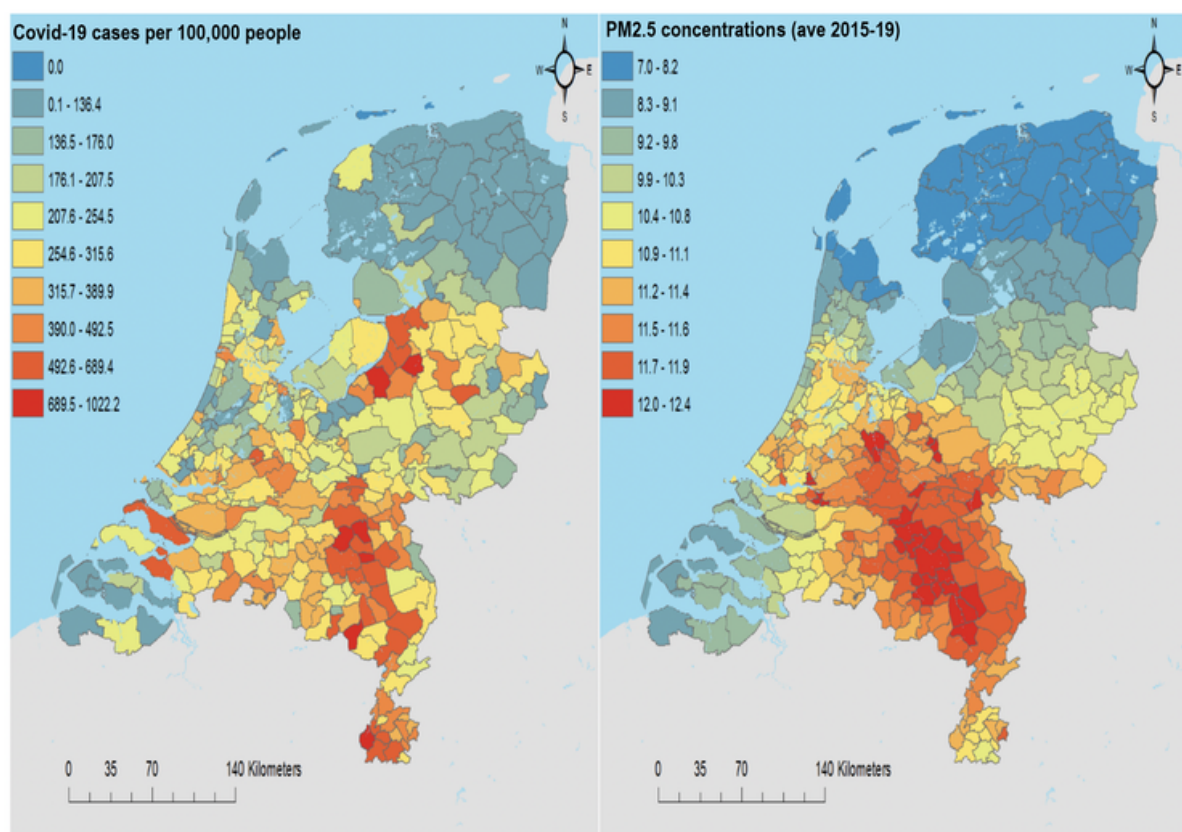 Covid-19 cases per 100,000 people
0.0
0.1 - 136.4
136.5 - 176.0
176.1 - 207.5
207.6 - 254.5
254.6 - 315.6
315.7 - 389.9
390.0 - 492.5
492.6 - 689.4
689.5 - 1022.2
N
W
E
S
0 35 70 140 Kilometers
PM2.5 concentrations (ave 2015-19)
7.0 - 8.2
8.3 - 9.1
9.2 - 9.8
9.9 - 10.3
10.4 - 10.8
10.9 - 11.1
11.2 - 11.4
11.5 - 11.6
11.7 - 11.9
12.0 - 12.4
N
W
E
S
0 35 70 140 Kilometers